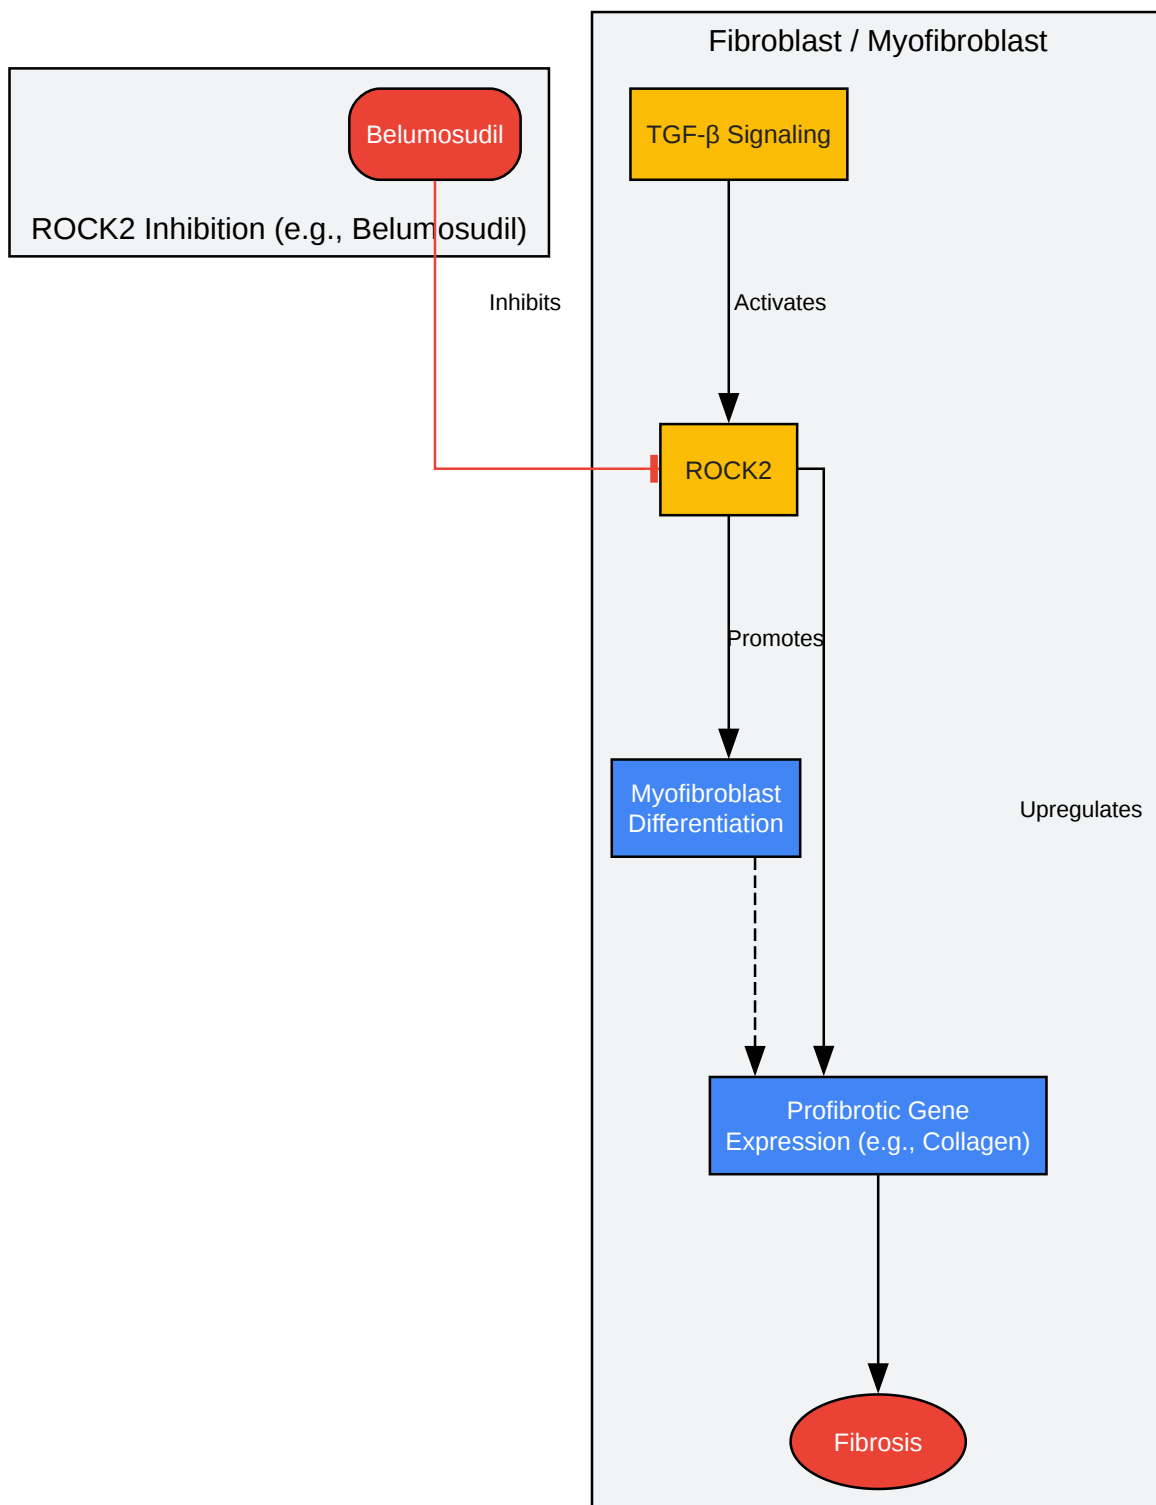 Fibroblast / Myofibroblast
Belumosudil
TGF-β Signaling
ROCK2 Inhibition (e.g., Belumosudil)
Inhibits
Activates
ROCK2
Promotes
Myofibroblast
Differentiation
Upregulates
Profibrotic Gene
Expression (e.g., Collagen)
Fibrosis